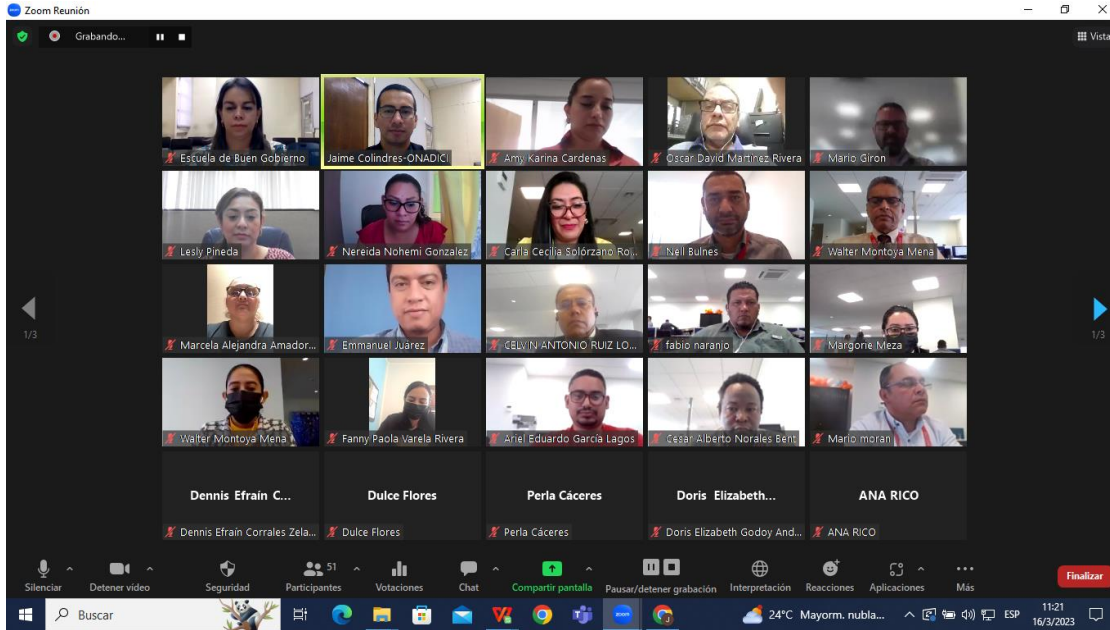 Zoom Reunión
Grabando...
Vista
Escuela de Buen Gobierno
Jaime Colindres-ONADICI
Amy Karina Cardenas
Oscar David Martinez Rivera
Mario Giron
Lesly Pineda
Nereida Nohemi Gonzalez
Carla Cecilia Solórzano Ro...
Neil Bulnes
Walter Montoya Mena
1/3
1/3
Marcela Alejandra Amador...
Emmanuel Juárez
CELVIN ANTONIO RUIZ LO...
fabio naranjo
Margorie Meza
Walter Montoya Mena
Fanny Paola Varela Rivera
Ariel Eduardo García Lagos
Cesar Alberto Norales Bent
Mario moran
Dennis Efraín C...
Dulce Flores
Perla Cáceres
Doris Elizabeth...
ANA RICO
Dennis Efraín Corrales Zela...
Dulce Flores
Perla Cáceres
Doris Elizabeth Godoy And...
ANA RICO
51
Silenciar
Detener video
Seguridad
Participantes
Votaciones
Chat
Compartir pantalla
Pausar/detener grabación
Interpretación
Reacciones
Aplicaciones
Más
Finalizar
Buscar
24°C Mayorm. nubla...
ESP
11:21
16/3/2023